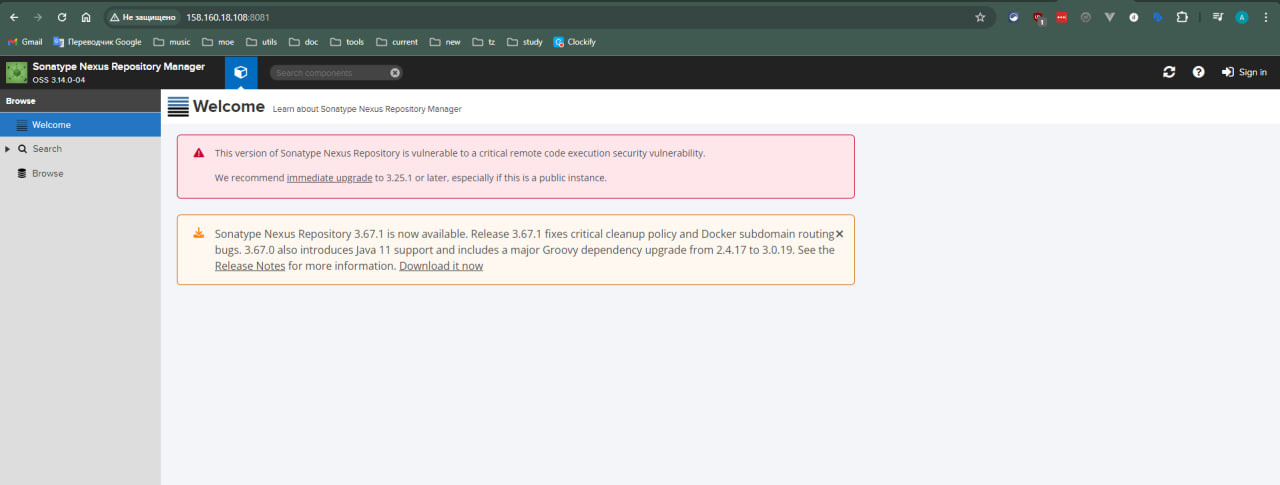 Не защищено 158.160.18.108:8081
Gmail Переводчик Google music moe utils doc tools current new tz study Clockify
Sonatype Nexus Repository Manager
OSS 3.14.0-04
Search components
Sign in
Browse
Welcome
Search
Browse
Welcome Learn about Sonatype Nexus Repository Manager
This version of Sonatype Nexus Repository is vulnerable to a critical remote code execution security vulnerability.
We recommend immediate upgrade to 3.25.1 or later, especially if this is a public instance.
Sonatype Nexus Repository 3.67.1 is now available. Release 3.67.1 fixes critical cleanup policy and Docker subdomain routing
bugs. 3.67.0 also introduces Java 11 support and includes a major Groovy dependency upgrade from 2.4.17 to 3.0.19. See the
Release Notes for more information. Download it now